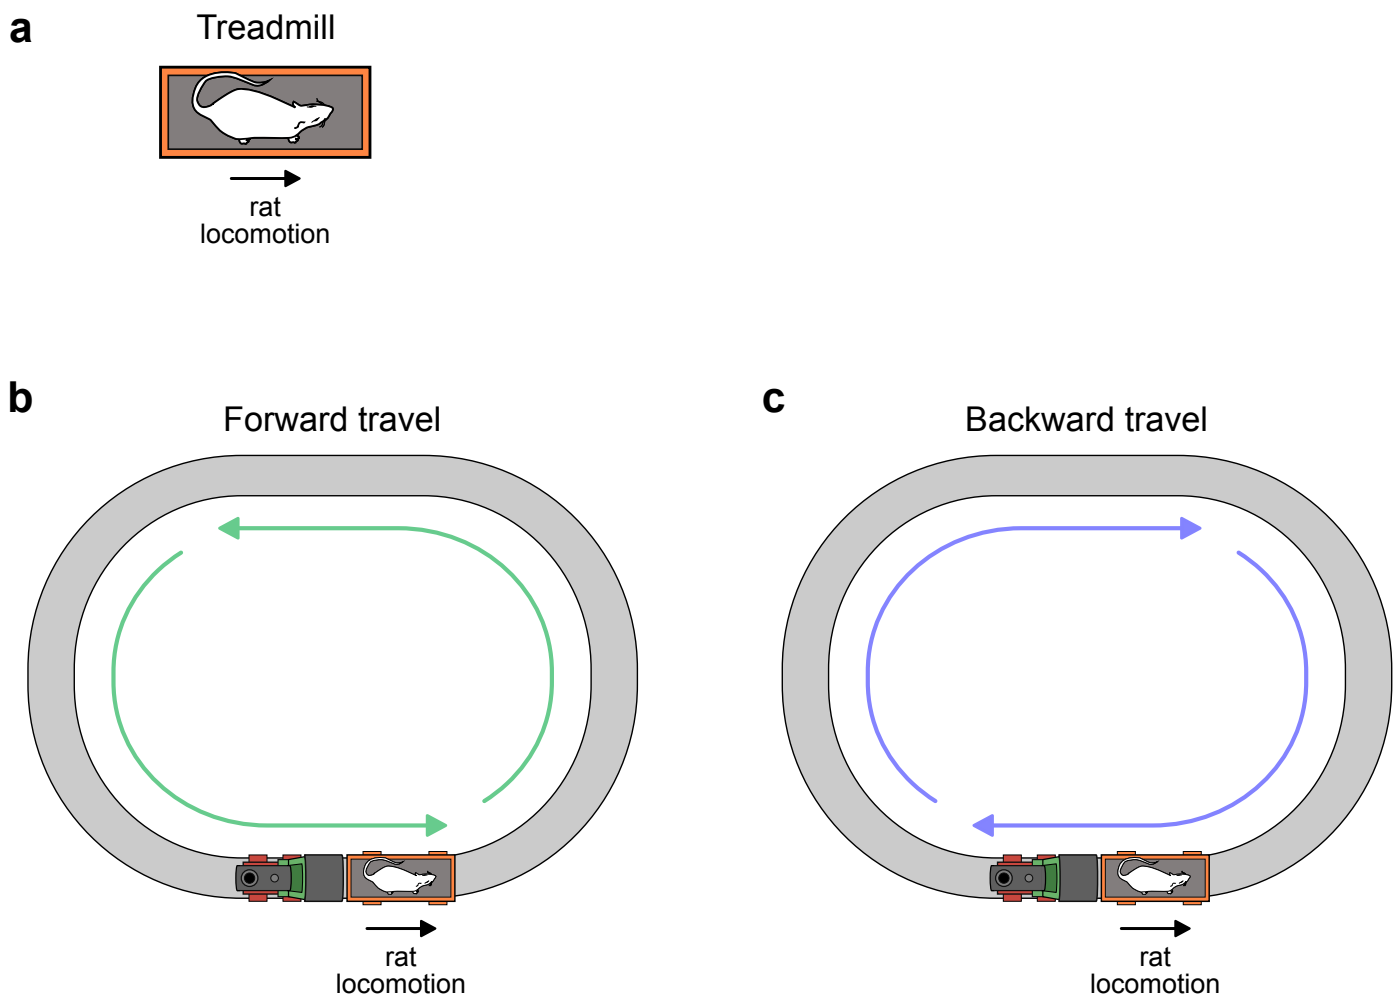 a
Treadmill
rat
locomotion
b
Forward travel
rat
locomotion
c
Backward travel
rat
locomotion